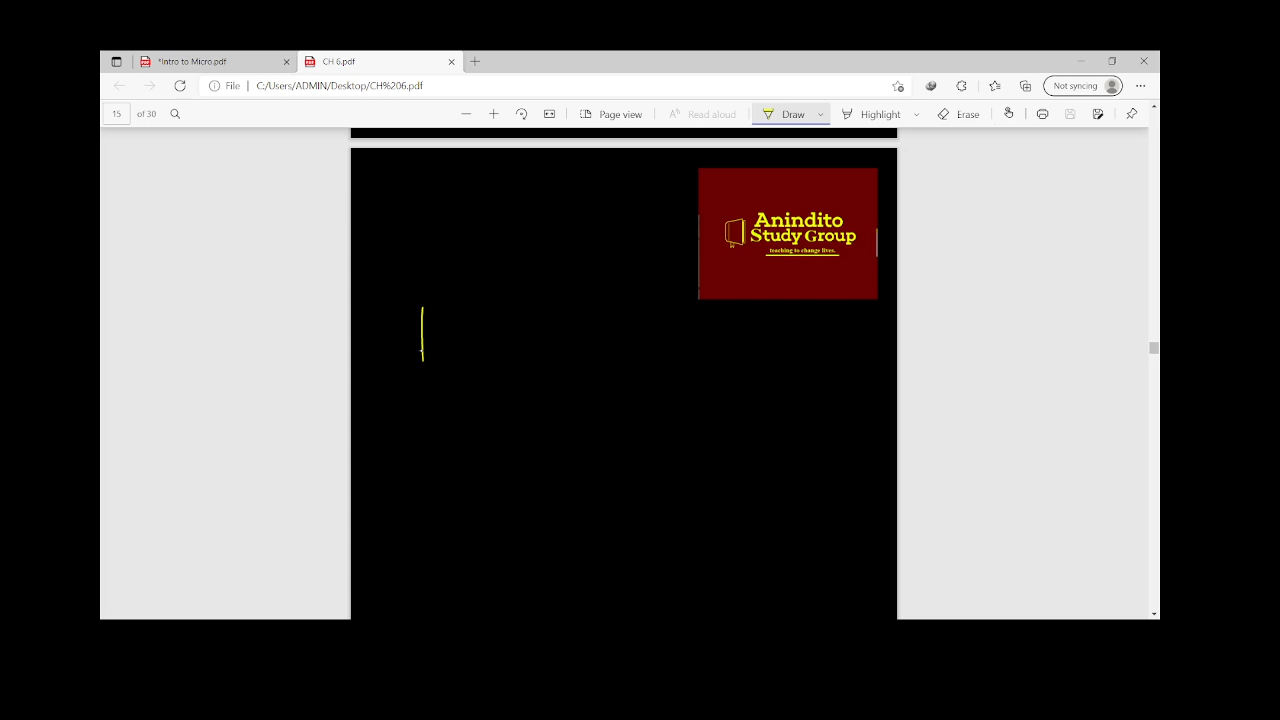 *Intro to Micro.pdf
CH 6.pdf
File
C:/Users/ADMIN/Desktop/CH%206.pdf
Not syncing
15 of 30
Page view
Read aloud
Draw
Highlight
Erase
Anindito
Study Group
teaching to change lives.